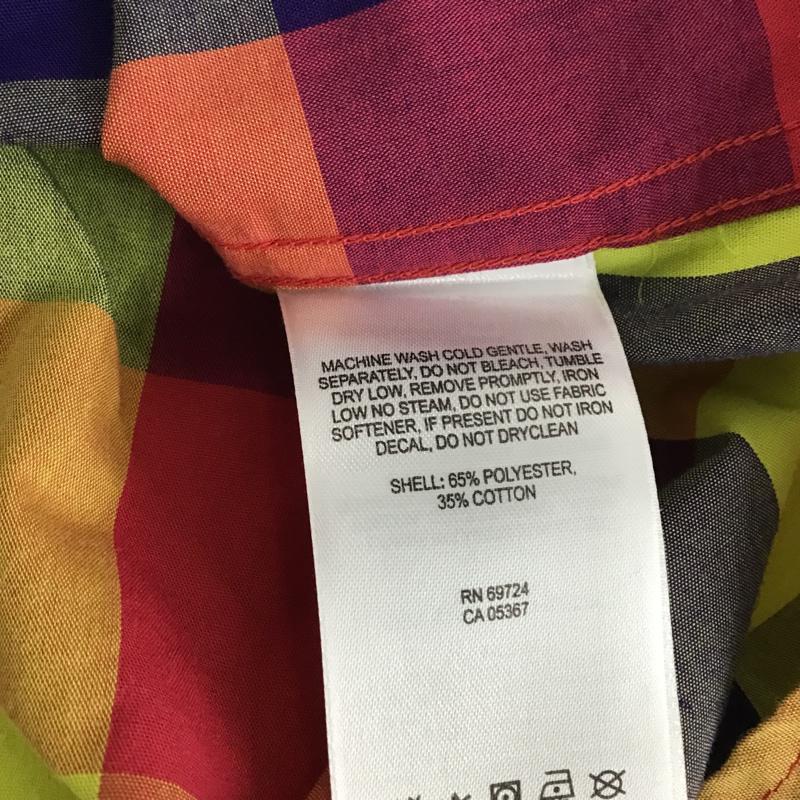 MACHINE WASH COLD GENTLE, WASH
SEPARATELY, DO NOT BLEACH, TUMBLE
DRY LOW, REMOVE PROMPTLY, IRON
LOW NO STEAM, DO NOT USE FABRIC
SOFTENER, IF PRESENT DO NOT IRON
DECAL, DO NOT DRYCLEAN
SHELL: 65% POLYESTER,
35% COTTON
RN 69724
CA 05367